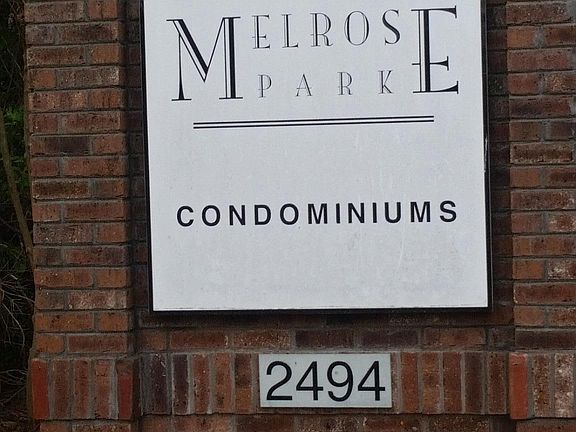 MELROSE
PARK
CONDOMINIUMS
2494